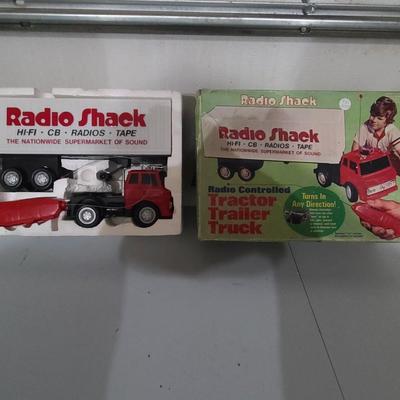 Radio Shack
HI-FI · CB · RADIOS · TAPE
THE NATIONWIDE SUPERMARKET OF SOUND
Radio Shack
Radio Shack
HI-FI · CB · RADIOS · TAPE
THE NATIONWIDE SUPERMARKET OF SOUND
Radio Controlled
Tractor
Trailer
Truck
Turns In
Any Direction!